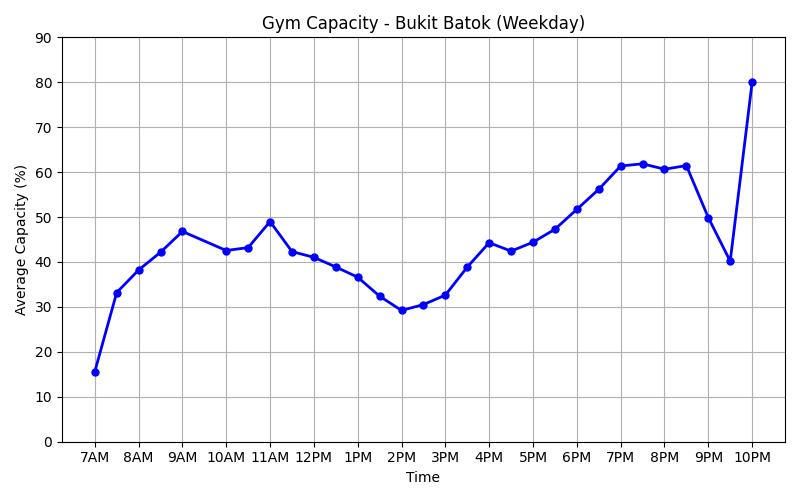 Gym Capacity - Bukit Batok (Weekday)
90
80
70
60
50
40
30
20
10
0
Average Capacity (%)
7AM 8AM 9AM 10AM 11AM 12PM 1PM 2PM 3PM 4PM 5PM 6PM 7PM 8PM 9PM 10PM
Time